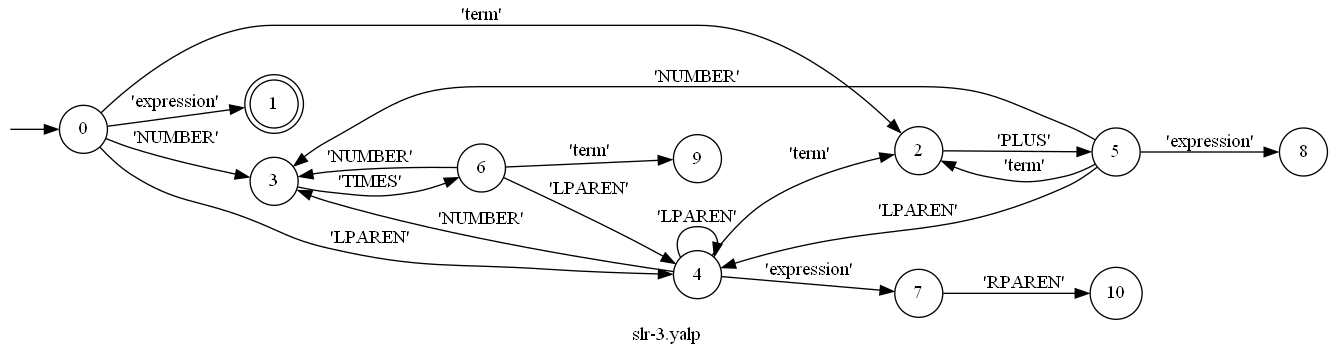 'term'
'NUMBER'
'expression'
1
0
'NUMBER'
'PLUS'
2
5
'expression'
8
'term'
9
'term'
'term'
'NUMBER'
6
3
'TIMES'
'LPAREN'
'LPAREN'
'LPAREN'
'NUMBER'
'LPAREN'
4
'expression'
7
'RPAREN'
10
slr-3.yalp